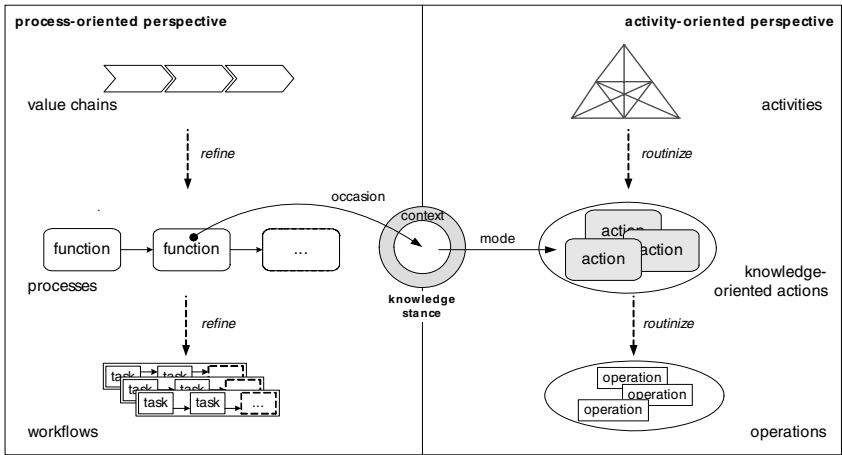 process-oriented perspective
activity-oriented perspective
value chains
activities
refine
routinize
occasion
context
mode
function
function
...
action
action
action
processes
knowledge
stance
knowledge-
oriented actions
refine
routinize
task
task
task
task
task
task
...
operation
operation
operation
workflows
operations